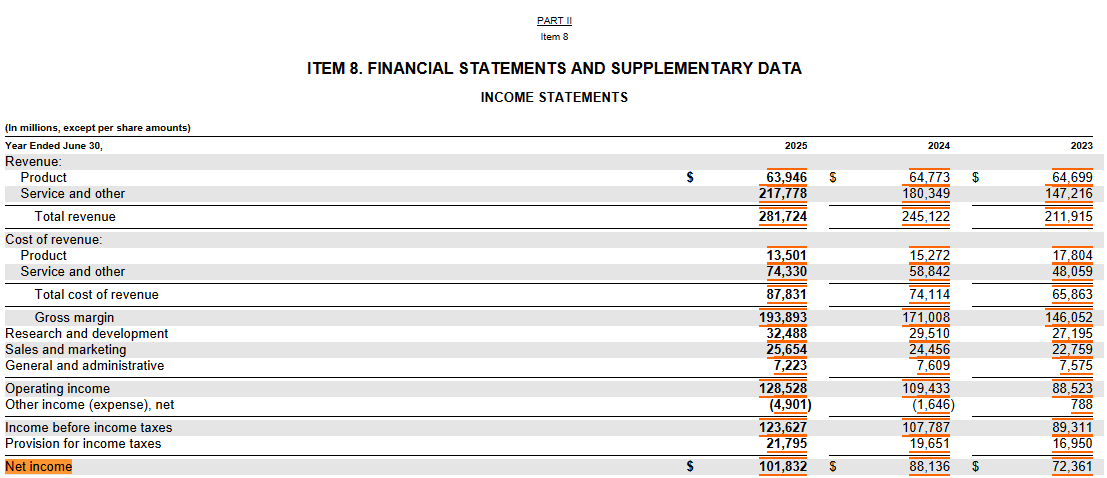 PART II
Item 8
ITEM 8. FINANCIAL STATEMENTS AND SUPPLEMENTARY DATA
INCOME STATEMENTS
(In millions, except per share amounts)
Year Ended June 30, 2025 2024 2023
Revenue:
Product $ 63,946 $ 64,773 $ 64,699
Service and other 217,778 180,349 147,216
Total revenue 281,724 245,122 211,915
Cost of revenue:
Product 13,501 15,272 17,804
Service and other 74,330 58,842 48,059
Total cost of revenue 87,831 74,114 65,863
Gross margin 193,893 171,008 146,052
Research and development 32,488 29,510 27,195
Sales and marketing 25,654 24,456 22,759
General and administrative 7,223 7,609 7,575
Operating income 128,528 109,433 88,523
Other income (expense), net (4,901) (1,646) 788
Income before income taxes 123,627 107,787 89,311
Provision for income taxes 21,795 19,651 16,950
Net income $ 101,832 $ 88,136 $ 72,361